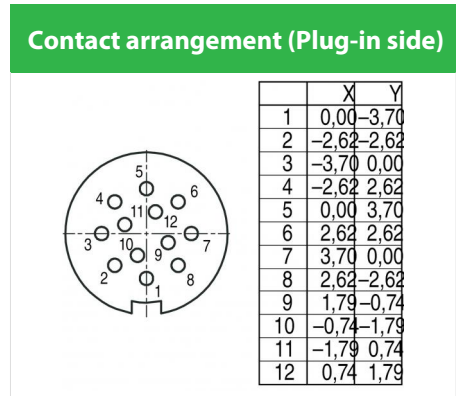 Contact arrangement (Plug-in side)
X Y
1 0,00 –3,70
2 –2,62 –2,62
3 –3,70 0,00
4 –2,62 2,62
5 0,00 3,70
6 2,62 2,62
7 3,70 0,00
8 2,62 –2,62
9 1,79 –0,74
10 –0,74 –1,79
11 –1,79 0,74
12 0,74 1,79
5
4 6
11 12
3 10 9 7
2 8
1